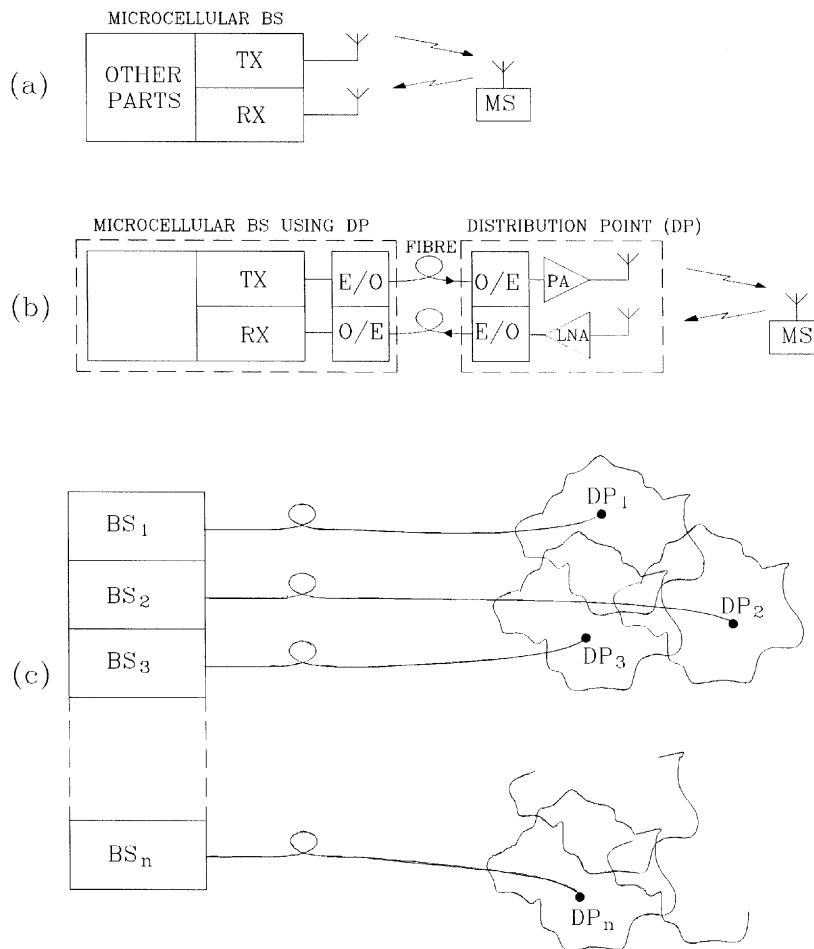 MICROCELLULAR BS
(a)
OTHER PARTS
TX
RX
MS
MICROCELLULAR BS USING DP
DISTRIBUTION POINT (DP)
FIBRE
(b)
TX
E/O
O/E
PA
RX
O/E
E/O
LNA
MS
(c)
BS₁
DP₁
BS₂
DP₂
BS₃
DP₃
BSₙ
DPₙ